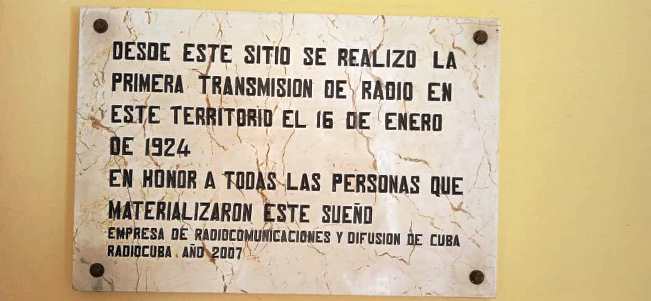 DESDE ESTE SITIO SE REALIZO LA
PRIMERA TRANSMISION DE RADIO EN
ESTE TERRITORIO EL 16 DE ENERO
DE 1924
EN HONOR A TODAS LAS PERSONAS QUE
MATERIALIZARON ESTE SUEÑO
EMPRESA DE RADIOCOMUNICACIONES Y DIFUSION DE CUBA
RADIOCUBA AÑO 2007